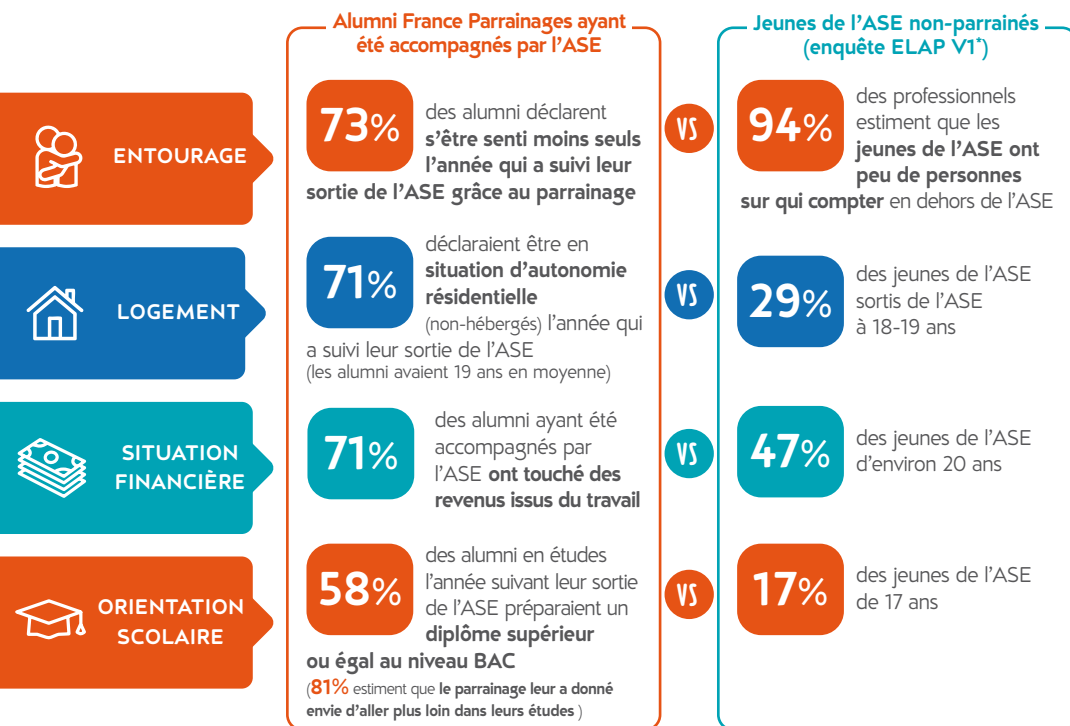 Alumni France Parrainages ayant
été accompagnés par l'ASE
Jeunes de l'ASE non-parrainés
(enquête ELAP V1*)
ENTOURAGE
73%
des alumni déclarent
s'être senti moins seuls
l'année qui a suivi leur
sortie de l'ASE grâce au parrainage
VS
94%
des professionnels
estiment que les
jeunes de l'ASE ont
peu de personnes
sur qui compter en dehors de l'ASE
LOGEMENT
71%
déclaraient être en
situation d'autonomie
résidentielle
(non-hébergés) l'année qui
a suivi leur sortie de l'ASE
(les alumni avaient 19 ans en moyenne)
VS
29%
des jeunes de l'ASE
sortis de l'ASE
à 18-19 ans
SITUATION
FINANCIÈRE
71%
des alumni ayant été
accompagnés par
l'ASE ont touché des
revenus issus du travail
VS
47%
des jeunes de l'ASE
d'environ 20 ans
ORIENTATION
SCOLAIRE
58%
des alumni en études
l'année suivant leur sortie
de l'ASE préparaient un
diplôme supérieur
ou égal au niveau BAC
(81% estiment que le parrainage leur a donné
envie d'aller plus loin dans leurs études )
VS
17%
des jeunes de l'ASE
de 17 ans